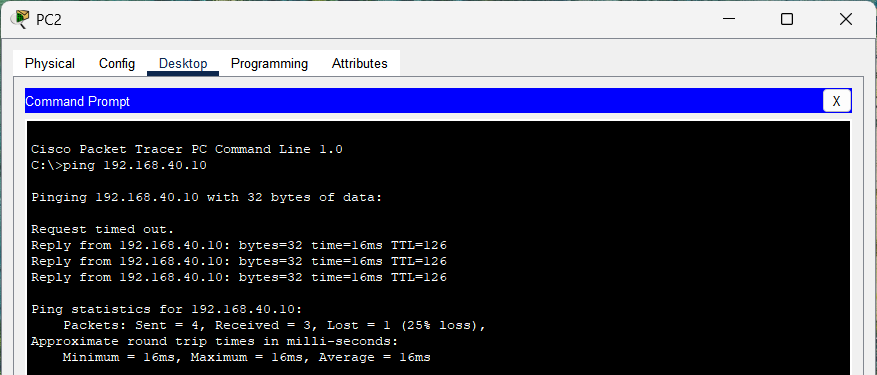 PC2
Physical Config Desktop Programming Attributes
Command Prompt X
Cisco Packet Tracer PC Command Line 1.0
C:\>ping 192.168.40.10
Pinging 192.168.40.10 with 32 bytes of data:
Request timed out.
Reply from 192.168.40.10: bytes=32 time=16ms TTL=126
Reply from 192.168.40.10: bytes=32 time=16ms TTL=126
Reply from 192.168.40.10: bytes=32 time=16ms TTL=126
Ping statistics for 192.168.40.10:
    Packets: Sent = 4, Received = 3, Lost = 1 (25% loss),
Approximate round trip times in milli-seconds:
    Minimum = 16ms, Maximum = 16ms, Average = 16ms